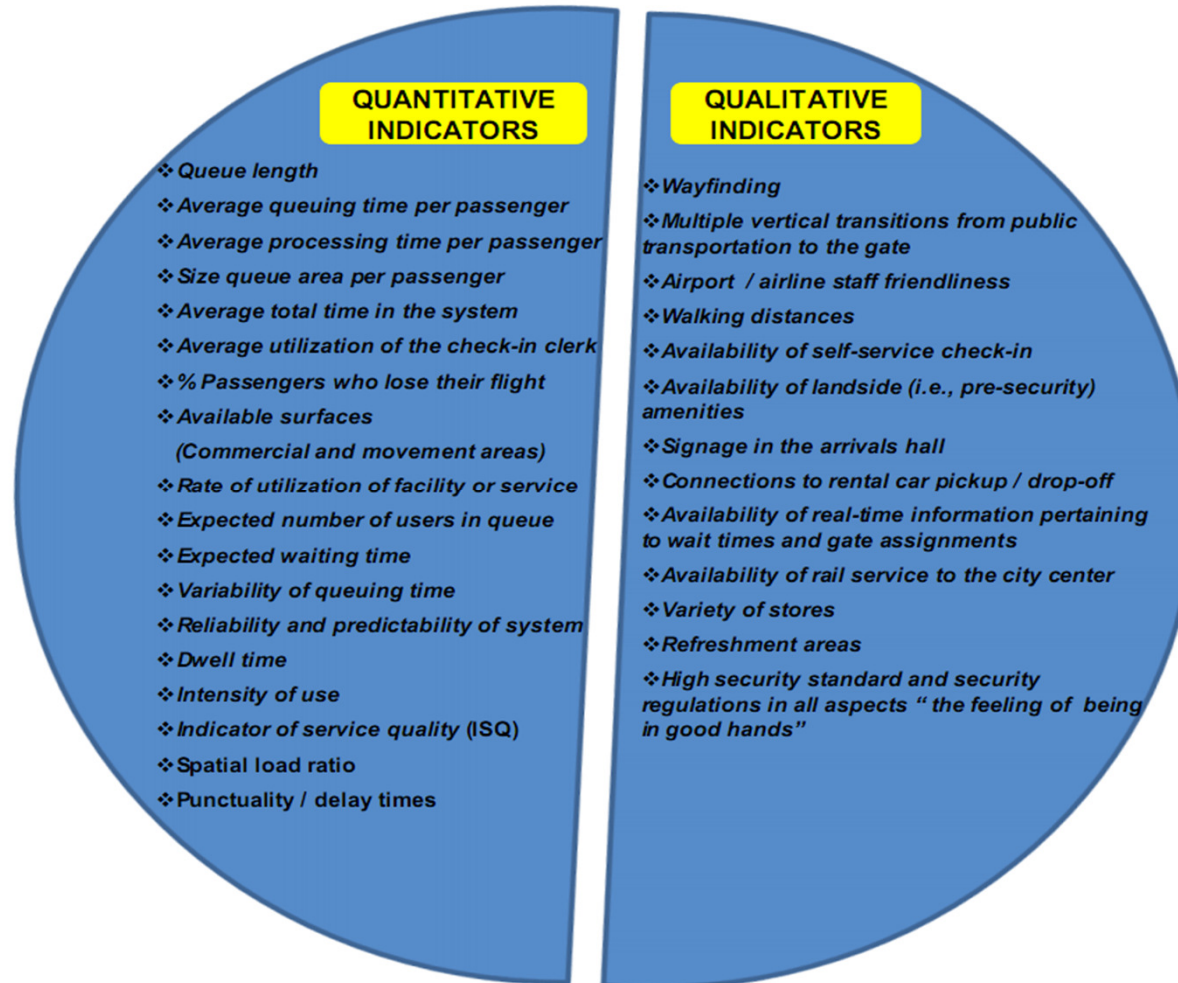 QUANTITATIVE
INDICATORS
❖Queue length
❖Average queuing time per passenger
❖Average processing time per passenger
❖Size queue area per passenger
❖Average total time in the system
❖Average utilization of the check-in clerk
❖% Passengers who lose their flight
❖Available surfaces
(Commercial and movement areas)
❖Rate of utilization of facility or service
❖Expected number of users in queue
❖Expected waiting time
❖Variability of queuing time
❖Reliability and predictability of system
❖Dwell time
❖Intensity of use
❖Indicator of service quality (ISQ)
❖Spatial load ratio
❖Punctuality / delay times
QUALITATIVE
INDICATORS
❖Wayfinding
❖Multiple vertical transitions from public
transportation to the gate
❖Airport / airline staff friendliness
❖Walking distances
❖Availability of self-service check-in
❖Availability of landside (i.e., pre-security)
amenities
❖Signage in the arrivals hall
❖Connections to rental car pickup / drop-off
❖Availability of real-time information pertaining
to wait times and gate assignments
❖Availability of rail service to the city center
❖Variety of stores
❖Refreshment areas
❖High security standard and security
regulations in all aspects “ the feeling of being
in good hands”